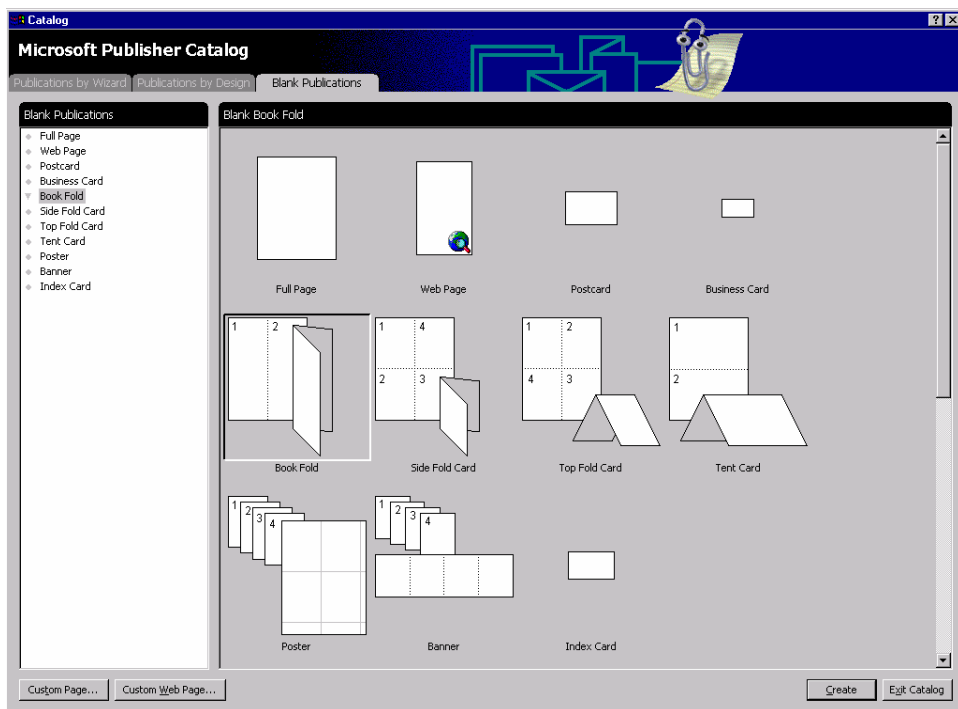 Catalog
Microsoft Publisher Catalog
Publications by Wizard Publications by Design Blank Publications
Blank Publications
Full Page
Web Page
Postcard
Business Card
Book Fold
Side Fold Card
Top Fold Card
Tent Card
Poster
Banner
Index Card
Blank Book Fold
Full Page Web Page Postcard Business Card
1 2 1 4 1 2 1
2 3 4 3 2
Book Fold Side Fold Card Top Fold Card Tent Card
1 2 3 4 1 2 3 4
Poster Banner Index Card
Custom Page... Custom Web Page... Create Exit Catalog